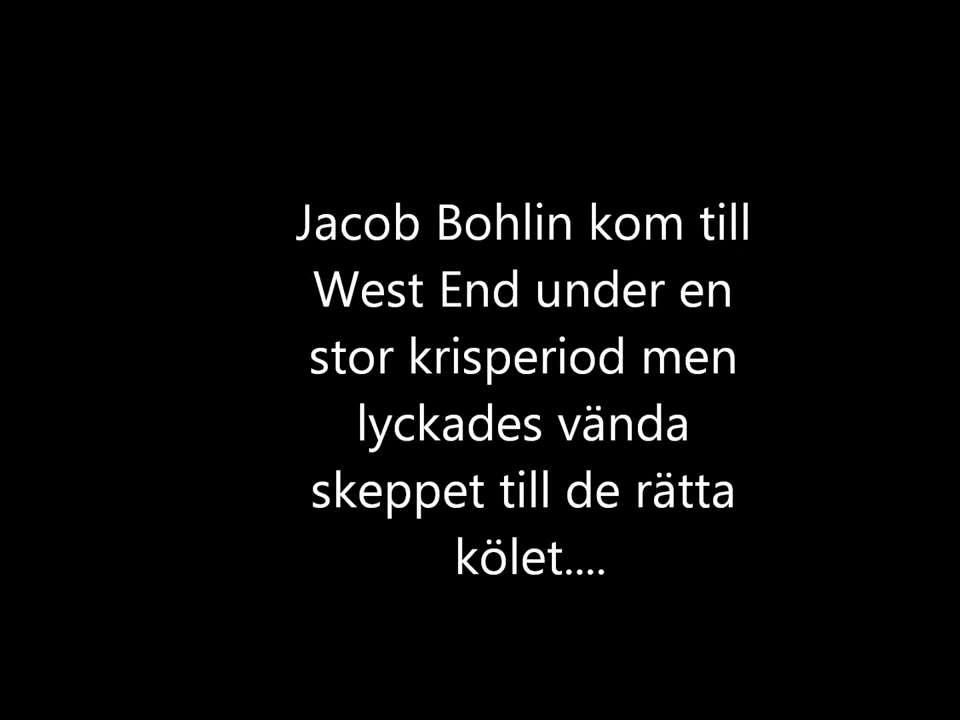 Jacob Bohlin kom till
West End under en
stor krisperiod men
lyckades vända
skeppet till de rätta
kölet....